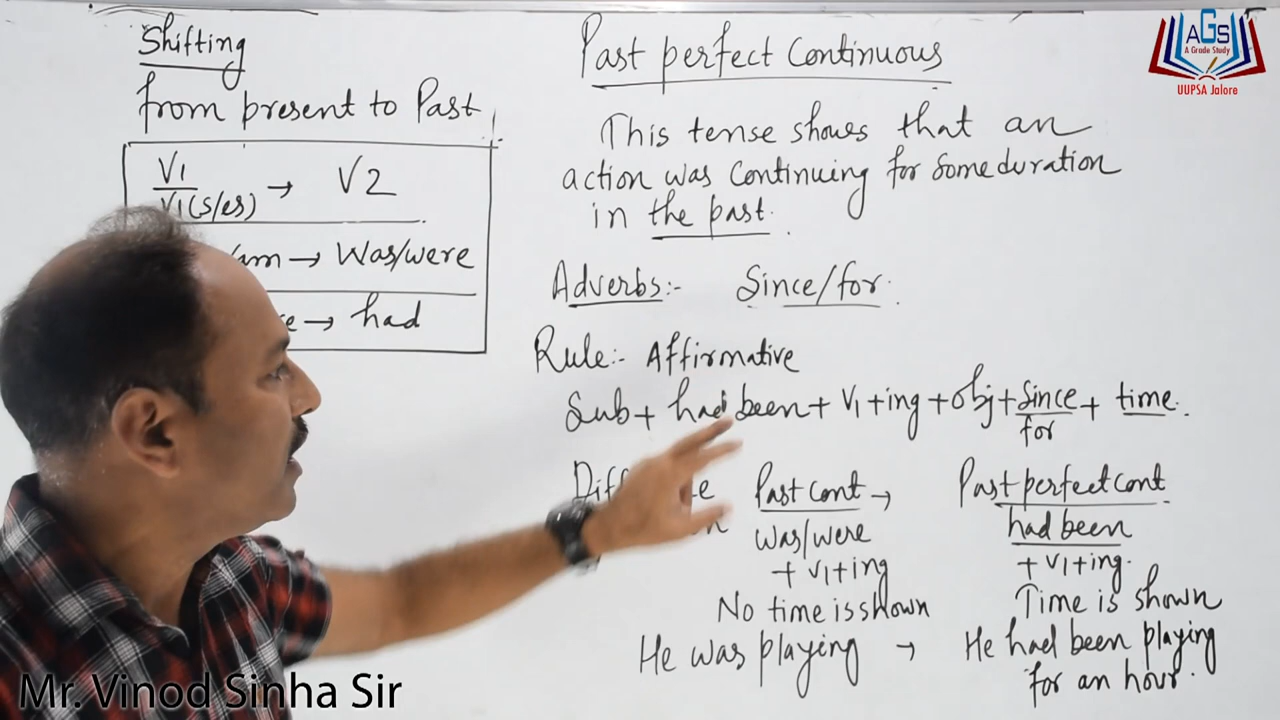 Shifting
from present to Past
V1
V1(s/es) → V2
/am → Was/were
→ had
Past perfect Continuous
This tense shows that an
action was Continuing for Some duration
in the past.
Adverbs:- Since/for.
Rule:- Affirmative
Sub + had been + V1+ing + obj + since + time.
for
Past cont → Past perfect cont
was/were had been
+ V1+ing + V1+ing.
No time is shown Time is shown
He was playing → He had been playing
for an hour.
AGS
A Grade Study
UUPSA Jalore
Mr. Vinod Sinha Sir